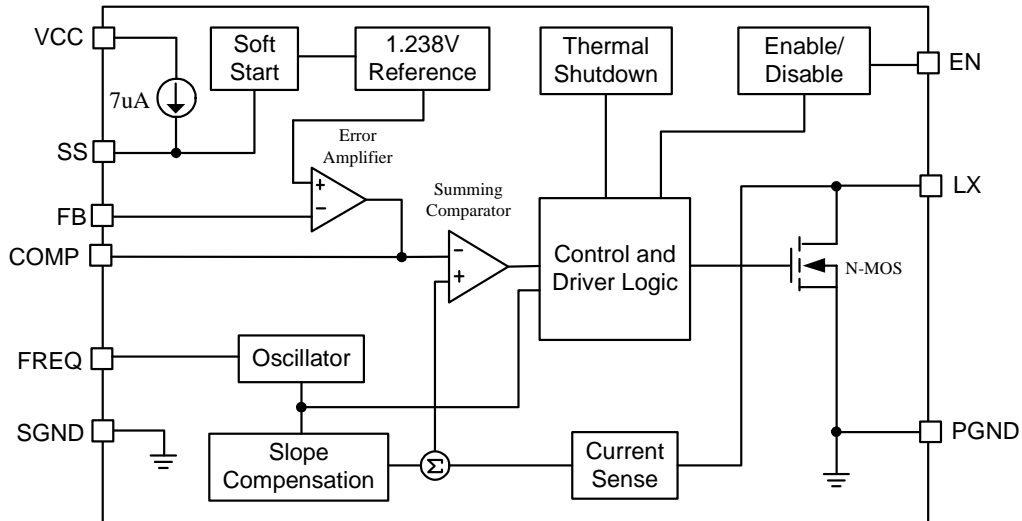 VCC
Soft
Start
1.238V
Reference
Thermal
Shutdown
Enable/
Disable
EN
7uA
SS
Error
Amplifier
+
−
FB
Summing
Comparator
LX
COMP
−
+
Control and
Driver Logic
N-MOS
FREQ
Oscillator
SGND
Slope
Compensation
Σ
Current
Sense
PGND